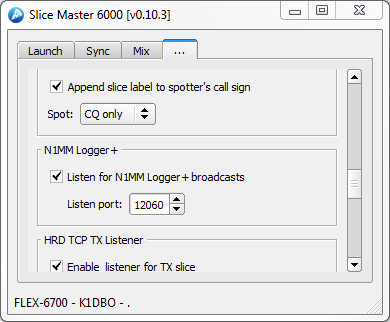 Slice Master 6000 [v0.10.3]
Launch Sync Mix ...
Append slice label to spotter's call sign
Spot: CQ only
N1MM Logger+
Listen for N1MM Logger+ broadcasts
Listen port: 12060
HRD TCP TX Listener
Enable listener for TX slice
FLEX-6700 - K1DBO - .